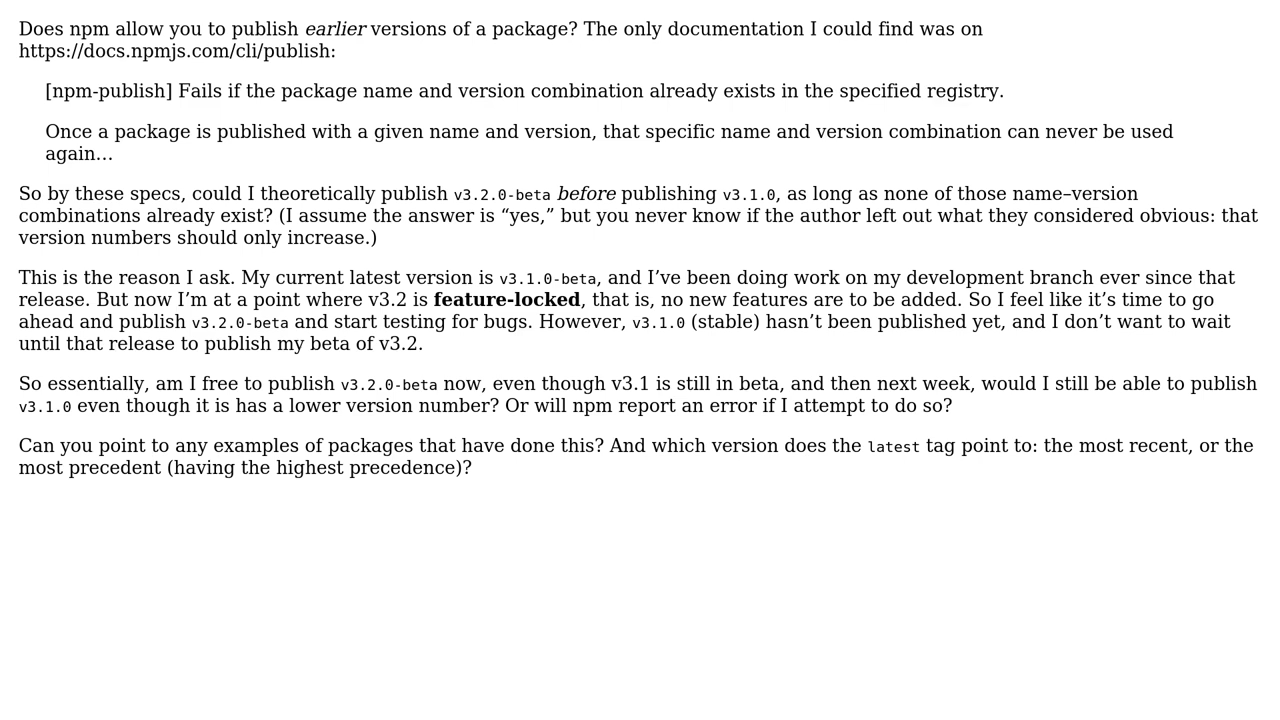 Does npm allow you to publish earlier versions of a package? The only documentation I could find was on
https://docs.npmjs.com/cli/publish:
[npm-publish] Fails if the package name and version combination already exists in the specified registry.
Once a package is published with a given name and version, that specific name and version combination can never be used
again…
So by these specs, could I theoretically publish v3.2.0-beta before publishing v3.1.0, as long as none of those name–version
combinations already exist? (I assume the answer is “yes,” but you never know if the author left out what they considered obvious: that
version numbers should only increase.)
This is the reason I ask. My current latest version is v3.1.0-beta, and I’ve been doing work on my development branch ever since that
release. But now I’m at a point where v3.2 is feature-locked, that is, no new features are to be added. So I feel like it’s time to go
ahead and publish v3.2.0-beta and start testing for bugs. However, v3.1.0 (stable) hasn’t been published yet, and I don’t want to wait
until that release to publish my beta of v3.2.
So essentially, am I free to publish v3.2.0-beta now, even though v3.1 is still in beta, and then next week, would I still be able to publish
v3.1.0 even though it is has a lower version number? Or will npm report an error if I attempt to do so?
Can you point to any examples of packages that have done this? And which version does the latest tag point to: the most recent, or the
most precedent (having the highest precedence)?